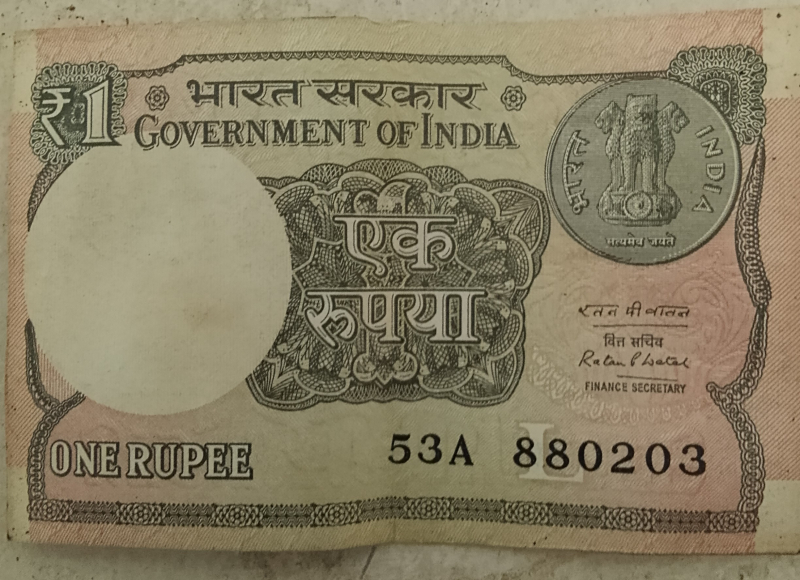 ₹1
भारत सरकार
GOVERNMENT OF INDIA
भारत INDIA
सत्यमेव जयते
एक
रुपया
रतन पी वातल
वित्त सचिव
Ratan P Watal
FINANCE SECRETARY
ONE RUPEE
53A 880203
L